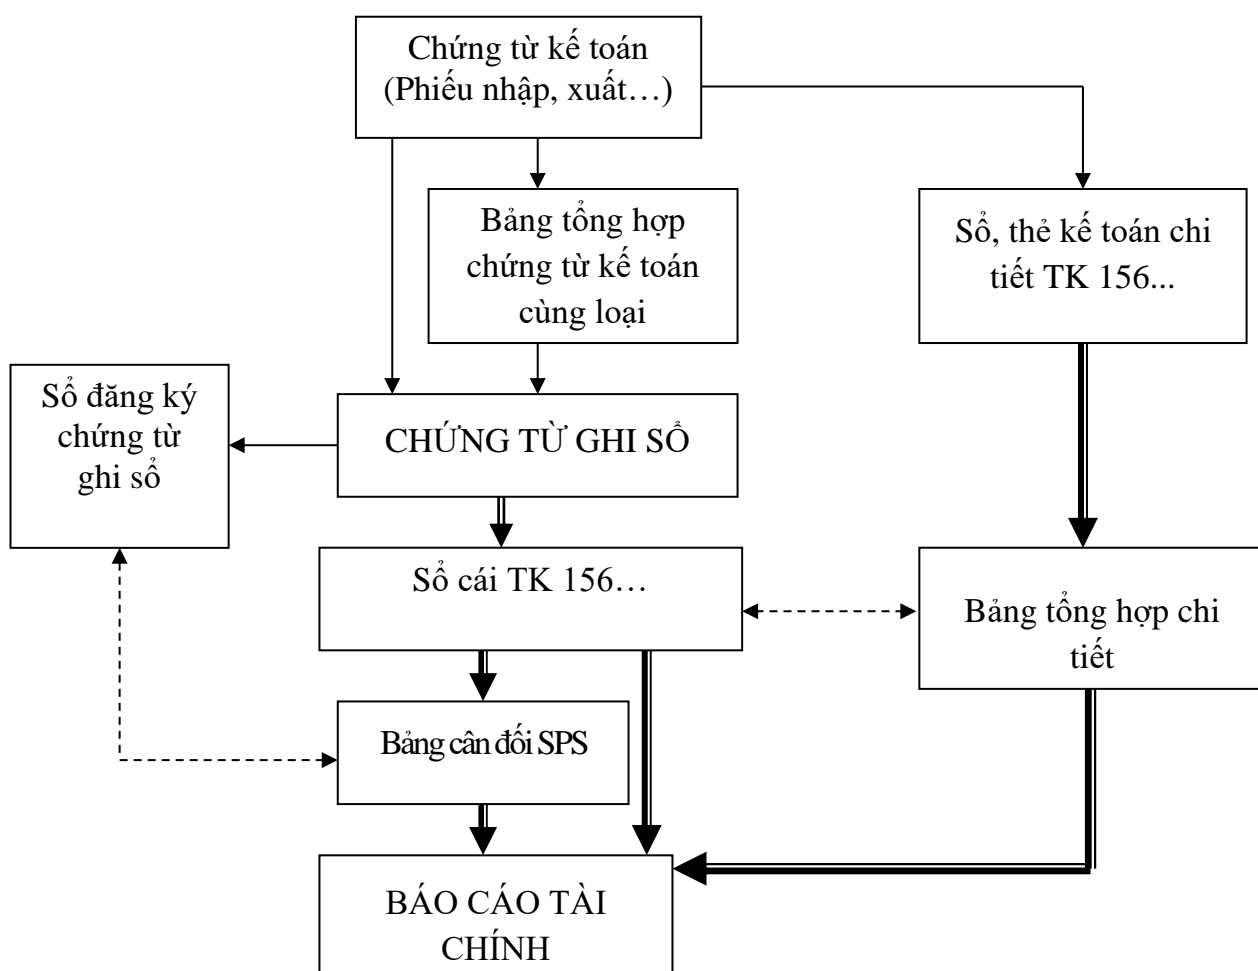 Chứng từ kế toán
(Phiếu nhập, xuất…)
Bảng tổng hợp
chứng từ kế toán
cùng loại
Sổ, thẻ kế toán chi
tiết TK 156...
Sổ đăng ký
chứng từ
ghi sổ
CHỨNG TỪ GHI SỔ
Sổ cái TK 156…
Bảng tổng hợp chi
tiết
Bảng cân đối SPS
BÁO CÁO TÀI
CHÍNH